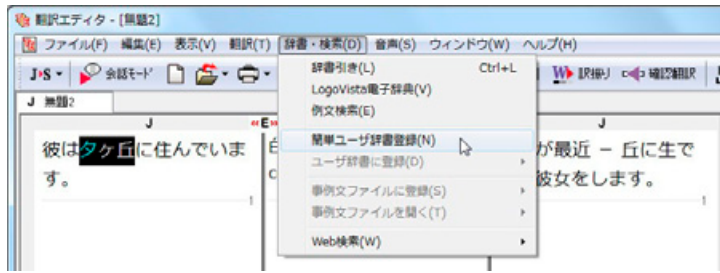 翻訳エディタ - [無題2]
ファイル(F) 編集(E) 表示(V) 翻訳(T) 辞書・検索(D) 音声(S) ウィンドウ(W) ヘルプ(H)
J›S 会話モード 訳振り 確認翻訳
J 無題2
J «E» J
彼は夕ヶ丘に住んでいま
す。
1
辞書引き(L) Ctrl+L
LogoVista電子辞典(V)
例文検索(E)
簡単ユーザ辞書登録(N)
ユーザ辞書に登録(D)
事例文ファイルに登録(S)
事例文ファイルを開く(T)
Web検索(W)
が最近 － 丘に生で
彼女をします。
1